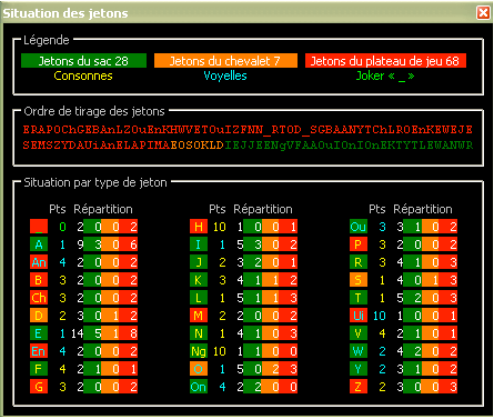 Situation des jetons
Légende
Jetons du sac 28 Jetons du chevalet 7 Jetons du plateau de jeu 68
Consonnes Voyelles Joker « _ »
Ordre de tirage des jetons
ERAPOChGEBAnLZOuEnKHWVETOuIZFNN_RTOD_SGBAANYTChLROEnKEWEJE
SEMSZYDAUiAnELAPIMAEOSOKLDIEJJEENgVFAAOuIOnIOnEKTYTLEWANWR
Situation par type de jeton
Pts Répartition Pts Répartition Pts Répartition
_ 0 2 0 0 2 H 10 1 0 0 1 Ou 3 3 1 0 2
A 1 9 3 0 6 I 1 5 3 0 2 P 3 2 0 0 2
An 4 2 0 0 2 J 2 3 2 0 1 R 3 4 1 0 3
B 3 2 0 0 2 K 3 4 1 1 2 S 1 4 0 1 3
Ch 3 2 0 0 2 L 1 5 1 1 3 T 1 5 2 0 3
D 2 3 0 1 2 M 2 2 0 0 2 Ui 10 1 0 0 1
E 1 14 5 1 8 N 1 4 1 0 3 V 4 2 1 0 1
En 4 2 0 0 2 Ng 10 1 1 0 0 W 2 4 2 0 2
F 4 2 1 0 1 O 1 5 0 2 3 Y 2 3 1 0 2
G 3 2 0 0 2 On 4 2 2 0 0 Z 2 3 0 0 3